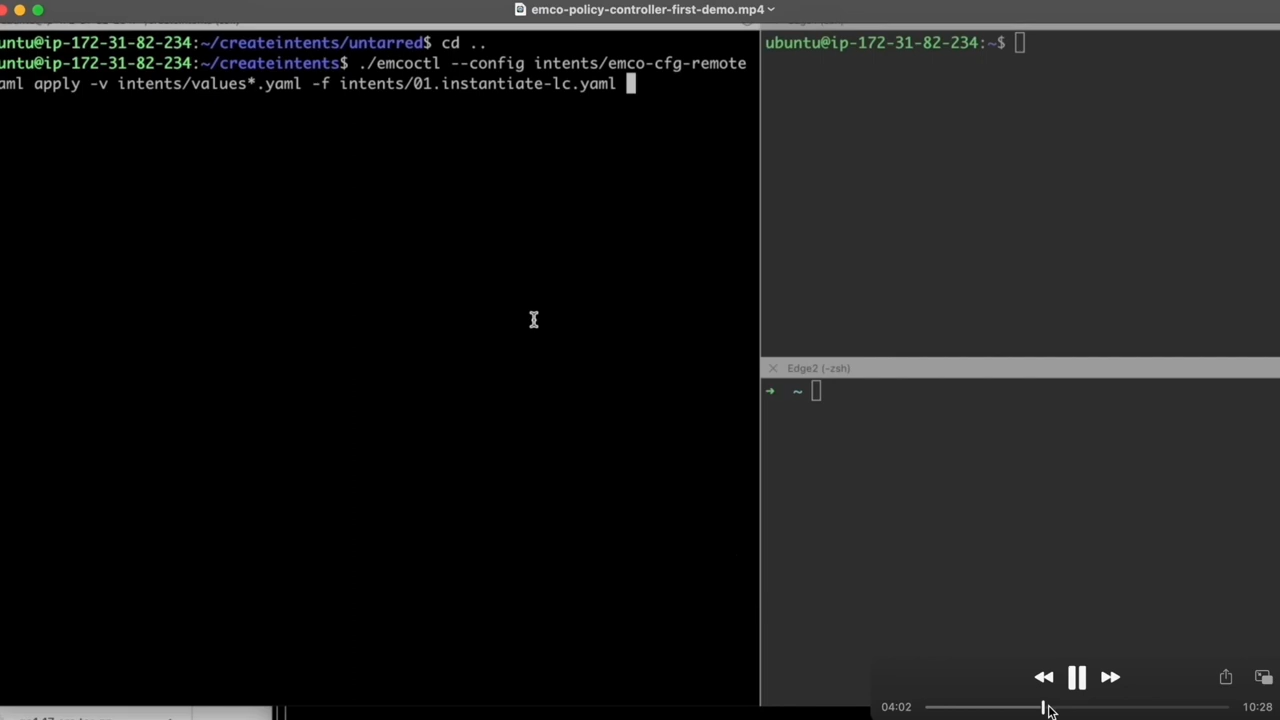 emco-policy-controller-first-demo.mp4
untu@ip-172-31-82-234:~/createintents/untarred$ cd ..
untu@ip-172-31-82-234:~/createintents$ ./emcoctl --config intents/emco-cfg-remote
aml apply -v intents/values*.yaml -f intents/01.instantiate-lc.yaml
ubuntu@ip-172-31-82-234:~$
Edge2 (-zsh)
➜ ~
04:02
10:28